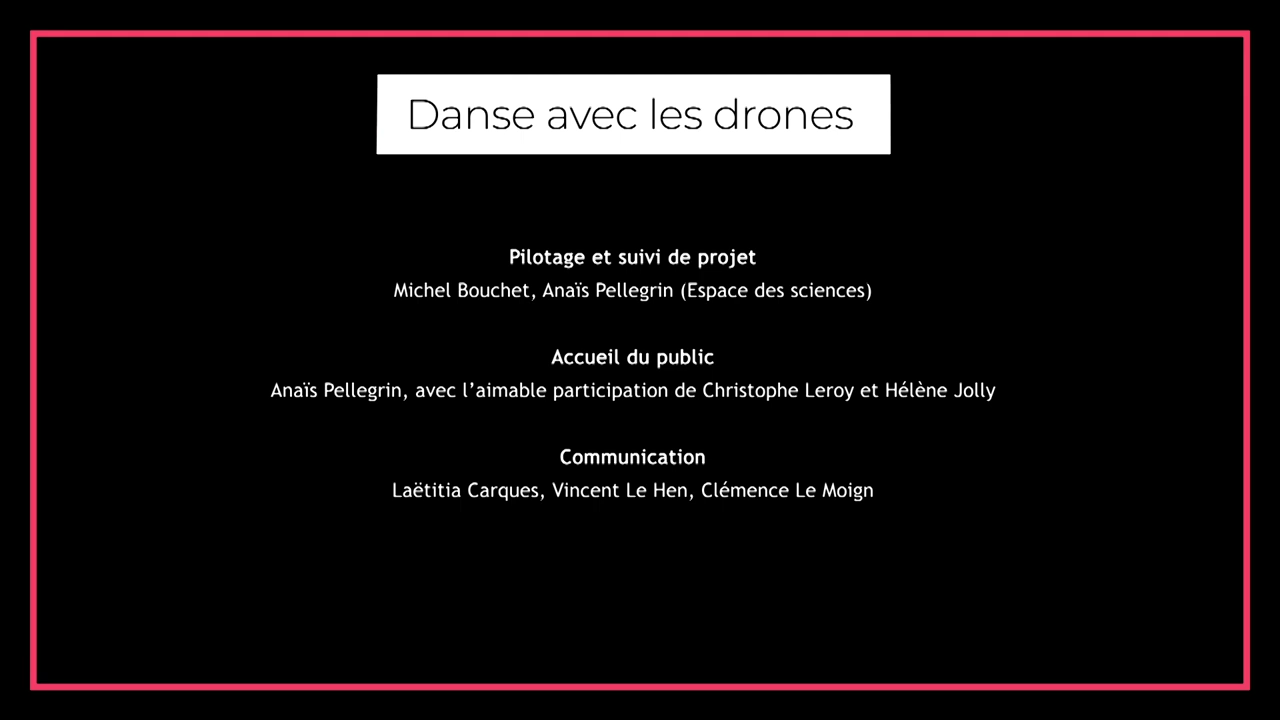 Danse avec les drones
Pilotage et suivi de projet
Michel Bouchet, Anaïs Pellegrin (Espace des sciences)
Accueil du public
Anaïs Pellegrin, avec l’aimable participation de Christophe Leroy et Hélène Jolly
Communication
Laëtitia Carques, Vincent Le Hen, Clémence Le Moign